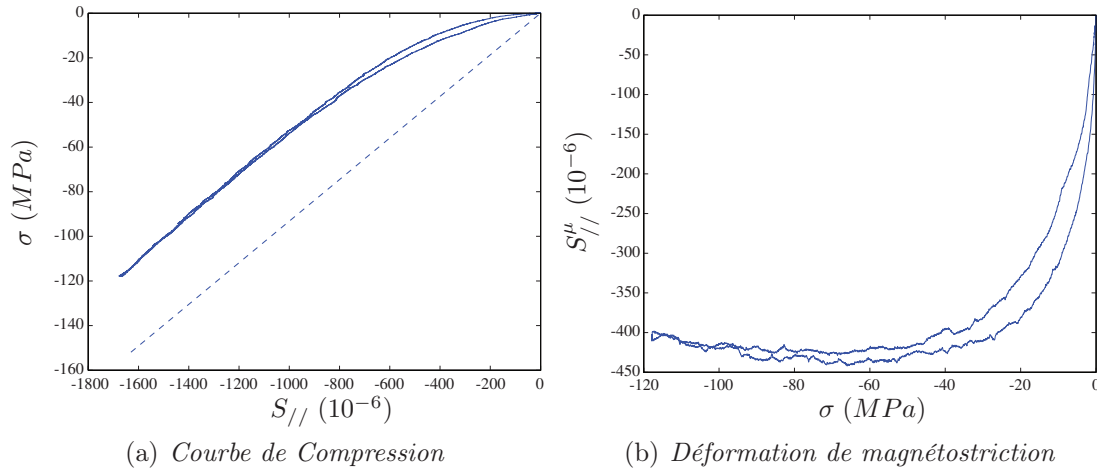 0
-20
-40
-60
-80
-100
-120
-140
-160
-1800 -1600 -1400 -1200 -1000 -800 -600 -400 -200 0
σ (MPa)
S// (10⁻⁶)
(a) Courbe de Compression
0
-50
-100
-150
-200
-250
-300
-350
-400
-450
-120 -100 -80 -60 -40 -20 0
S^μ// (10⁻⁶)
σ (MPa)
(b) Déformation de magnétostriction